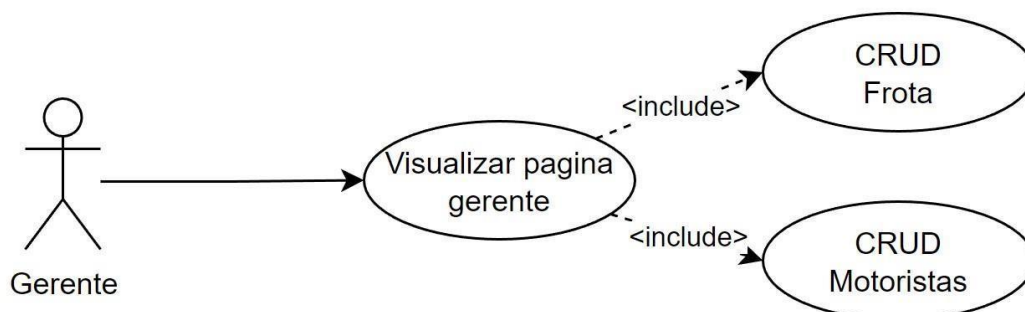 CRUD
Frota
<include>
Visualizar pagina
gerente
<include>
CRUD
Motoristas
Gerente